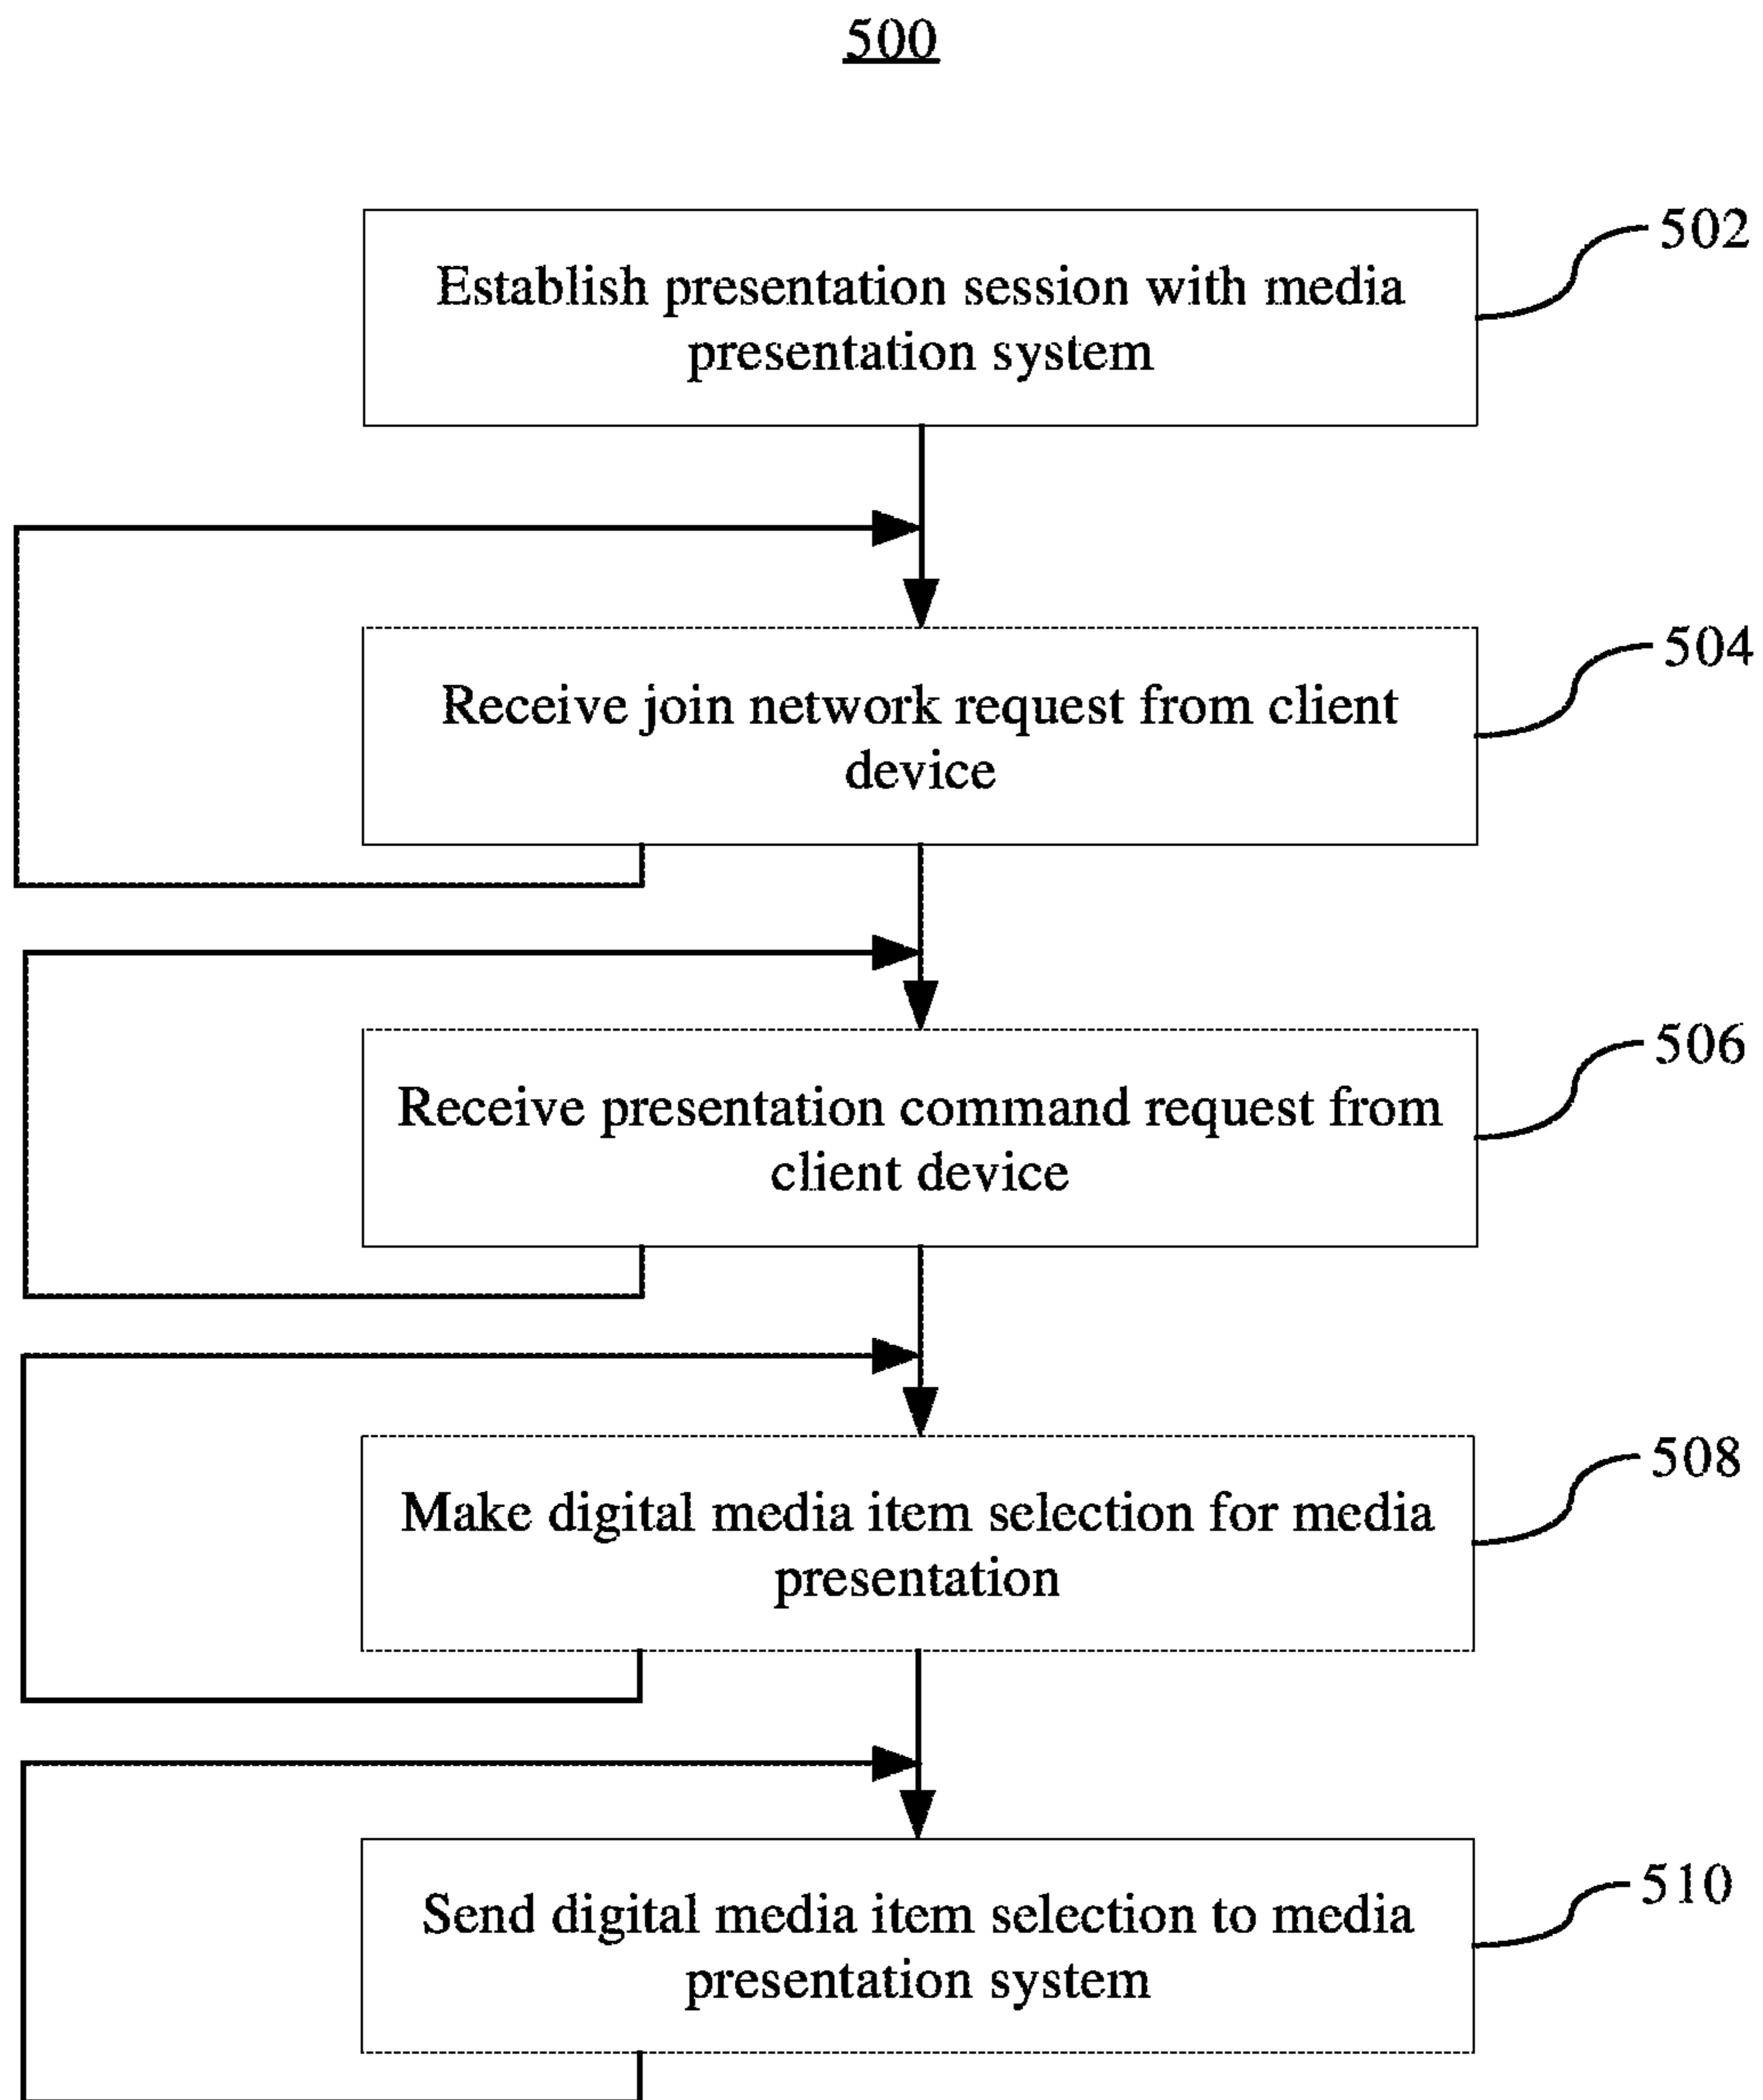 500
Establish presentation session with media
presentation system
502
Receive join network request from client
device
504
Receive presentation command request from
client device
506
Make digital media item selection for media
presentation
508
Send digital media item selection to media
presentation system
510